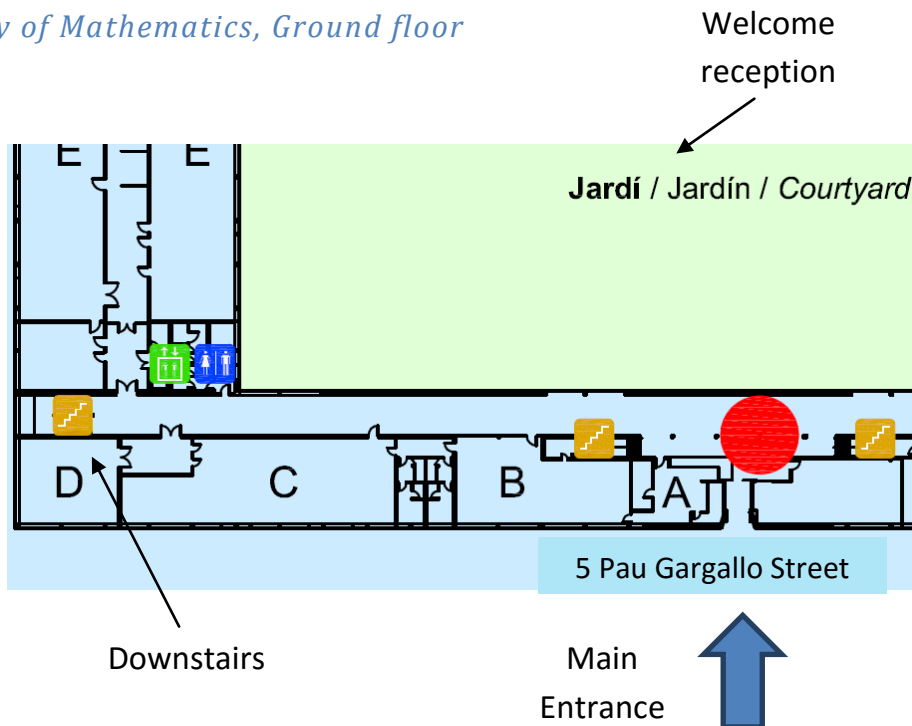 y of Mathematics, Ground floor
Welcome
reception
E E
Jardí / Jardín / Courtyard
D C B A
5 Pau Gargallo Street
Downstairs
Main
Entrance